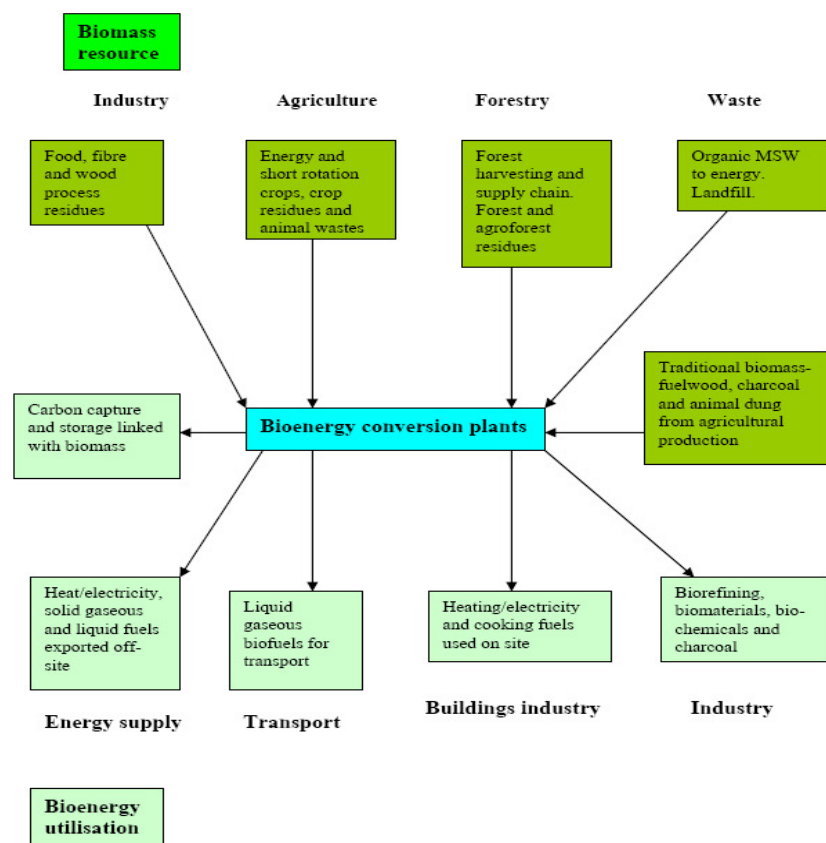 Biomass
resource
Industry
Agriculture
Forestry
Waste
Food, fibre
and wood
process
residues
Energy and
short rotation
crops, crop
residues and
animal wastes
Forest
harvesting and
supply chain.
Forest and
agroforest
residues
Organic MSW
to energy.
Landfill.
Carbon capture
and storage linked
with biomass
Bioenergy conversion plants
Traditional biomass-
fuelwood, charcoal
and animal dung
from agricultural
production
Heat/electricity,
solid gaseous
and liquid fuels
exported off-
site
Liquid
gaseous
biofuels for
transport
Heating/electricity
and cooking fuels
used on site
Biorefining,
biomaterials, bio-
chemicals and
charcoal
Energy supply
Transport
Buildings industry
Industry
Bioenergy
utilisation